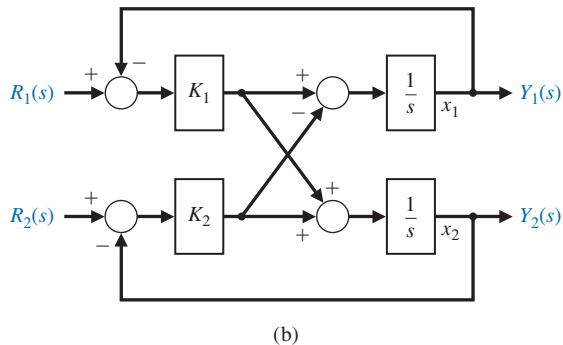 + −
R₁(s) K₁ + − 1/s x₁ Y₁(s)
+ +
R₂(s) − K₂ + 1/s x₂ Y₂(s)
(b)